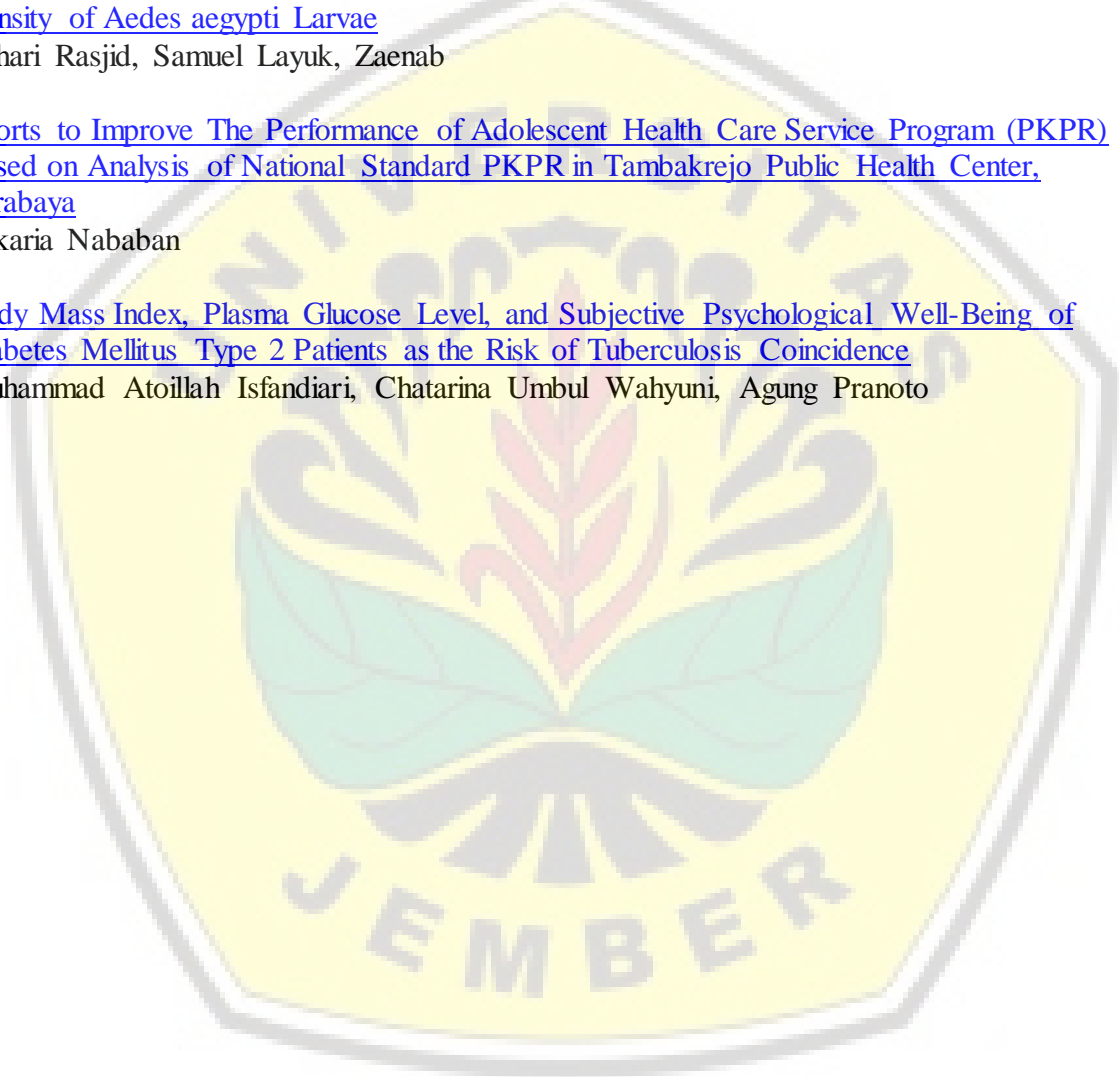 nsity of Aedes aegypti Larvae
hari Rasjid, Samuel Layuk, Zaenab
orts to Improve The Performance of Adolescent Health Care Service Program (PKPR)
sed on Analysis of National Standard PKPR in Tambakrejo Public Health Center,
rabaya
karia Nababan
dy Mass Index, Plasma Glucose Level, and Subjective Psychological Well-Being of
abetes Mellitus Type 2 Patients as the Risk of Tuberculosis Coincidence
uhammad Atoillah Isfandiari, Chatarina Umbul Wahyuni, Agung Pranoto
UNIVERSITAS
JEMBER